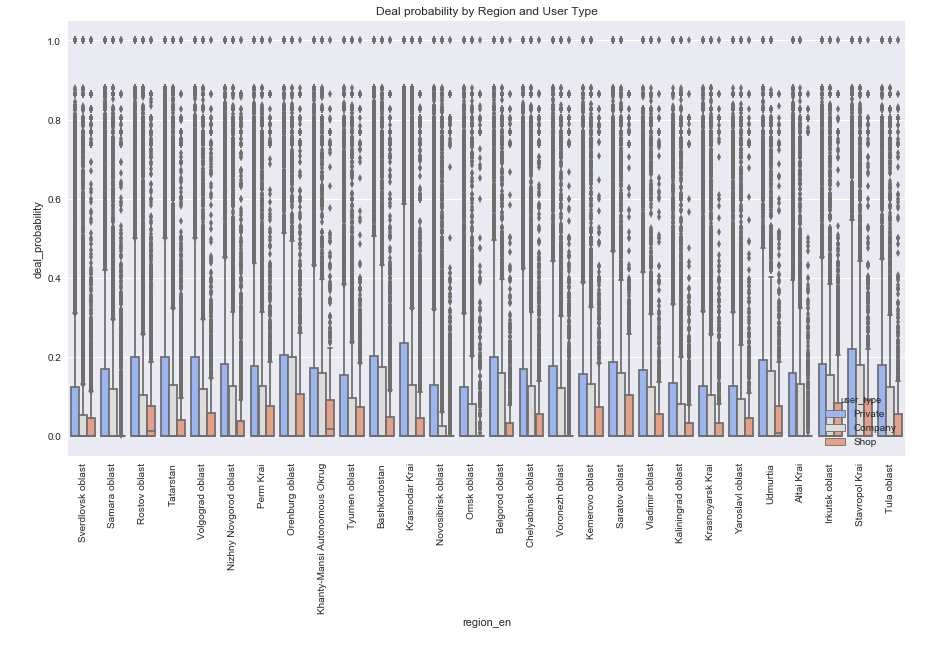 Deal probability by Region and User Type
1.0
0.8
0.6
0.4
0.2
0.0
deal_probability
user_type
Private
Company
Shop
Sverdlovsk oblast
Samara oblast
Rostov oblast
Tatarstan
Volgograd oblast
Nizhny Novgorod oblast
Perm Krai
Orenburg oblast
Khanty-Mansi Autonomous Okrug
Tyumen oblast
Bashkortostan
Krasnodar Krai
Novosibirsk oblast
Omsk oblast
Belgorod oblast
Chelyabinsk oblast
Voronezh oblast
Kemerovo oblast
Saratov oblast
Vladimir oblast
Kaliningrad oblast
Krasnoyarsk Krai
Yaroslavl oblast
Udmurtia
Altai Krai
Irkutsk oblast
Stavropol Krai
Tula oblast
region_en